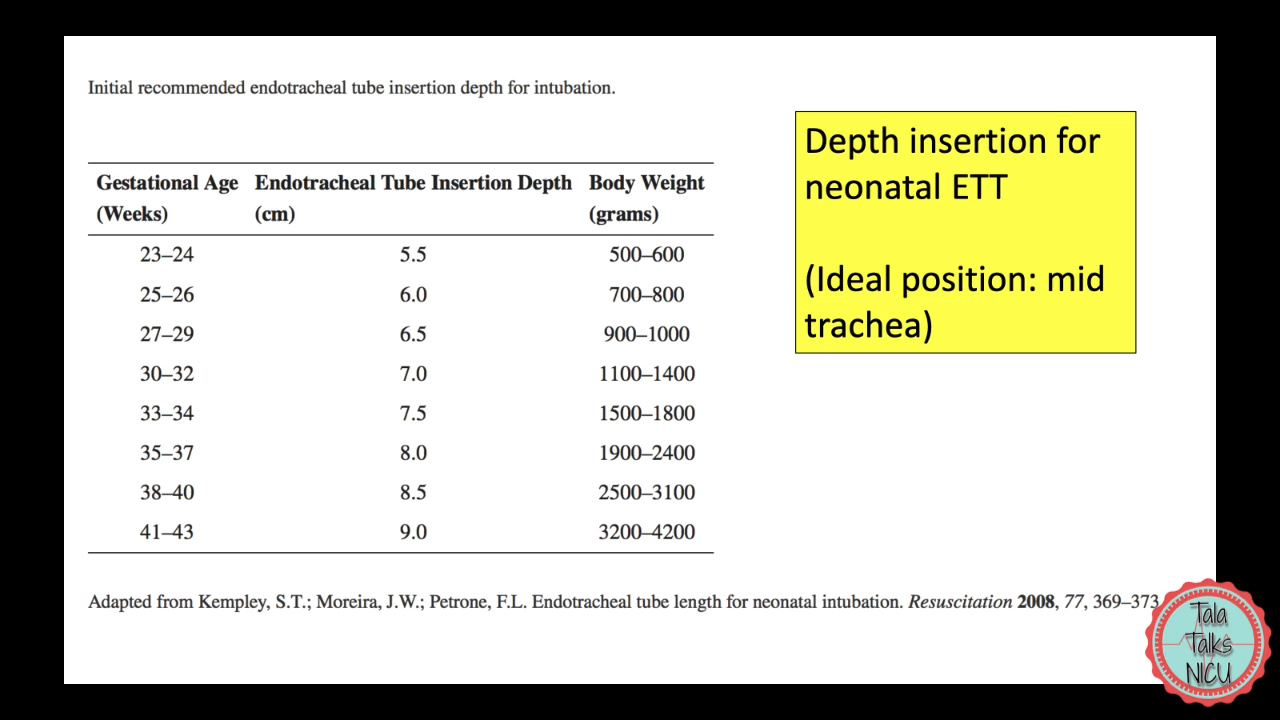 Initial recommended endotracheal tube insertion depth for intubation.
Gestational Age Endotracheal Tube Insertion Depth Body Weight
(Weeks) (cm) (grams)
23–24 5.5 500–600
25–26 6.0 700–800
27–29 6.5 900–1000
30–32 7.0 1100–1400
33–34 7.5 1500–1800
35–37 8.0 1900–2400
38–40 8.5 2500–3100
41–43 9.0 3200–4200
Adapted from Kempley, S.T.; Moreira, J.W.; Petrone, F.L. Endotracheal tube length for neonatal intubation. Resuscitation 2008, 77, 369–373
Depth insertion for
neonatal ETT
(Ideal position: mid
trachea)
Tala
Talks
NICU